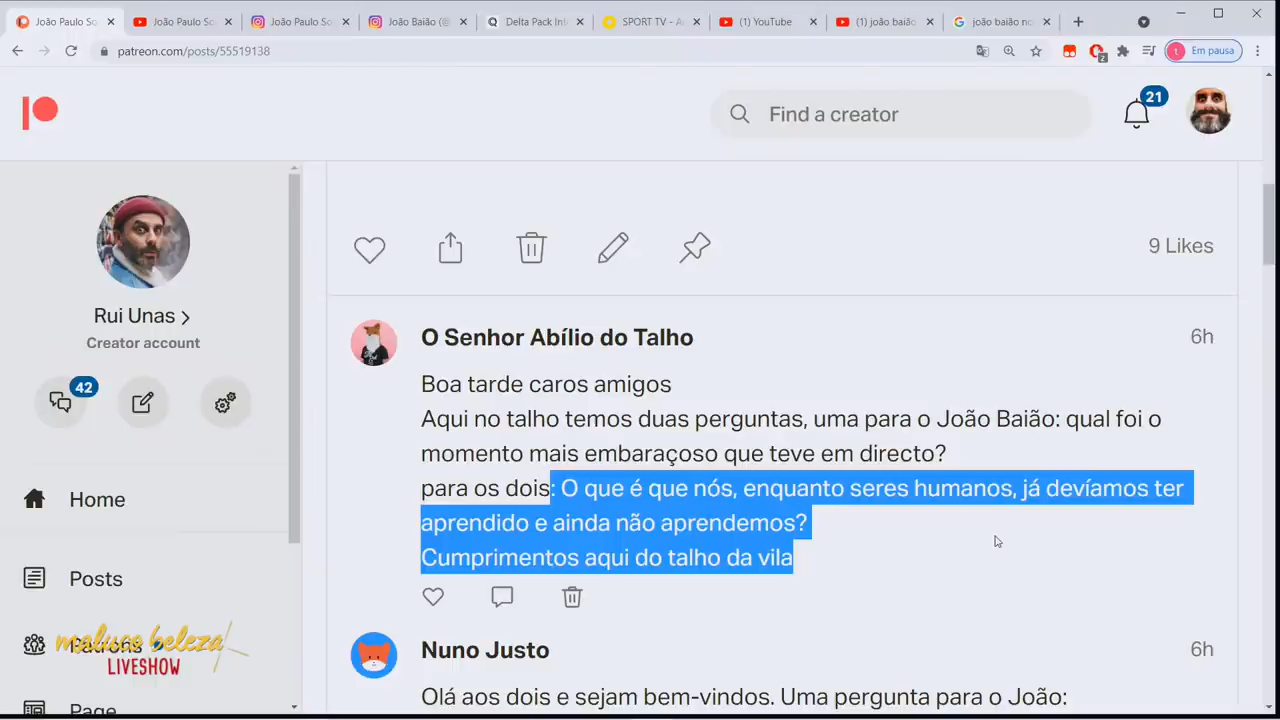 João Paulo So
João Paulo So
João Paulo So
João Baião (@
Delta Pack Int
SPORT TV - A
(1) YouTube
(1) joão baião
joão baião no
patreon.com/posts/55519138
2
t
Em pausa
Find a creator
21
Rui Unas
Creator account
42
Home
Posts
Patrons
Page
maluco beleza
LIVESHOW
9 Likes
O Senhor Abílio do Talho
6h
Boa tarde caros amigos
Aqui no talho temos duas perguntas, uma para o João Baião: qual foi o
momento mais embaraçoso que teve em directo?
para os dois: O que é que nós, enquanto seres humanos, já devíamos ter
aprendido e ainda não aprendemos?
Cumprimentos aqui do talho da vila
Nuno Justo
6h
Olá aos dois e sejam bem-vindos. Uma pergunta para o João: